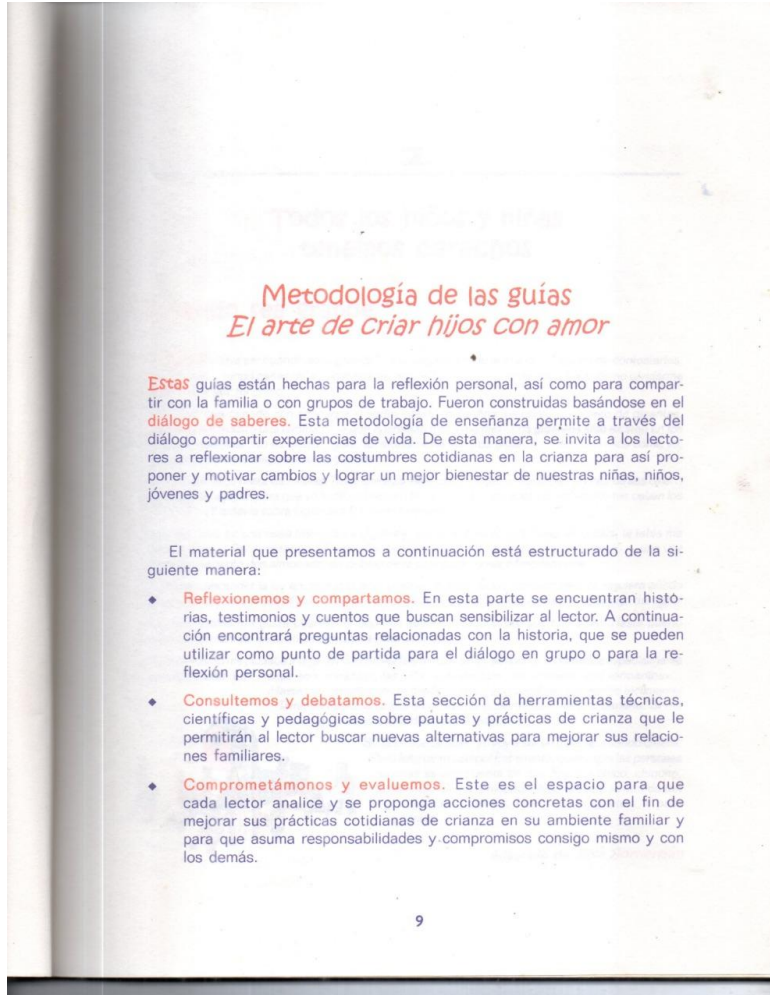 Metodología de las guías
El arte de criar hijos con amor
Estas guías están hechas para la reflexión personal, así como para compar-
tir con la familia o con grupos de trabajo. Fueron construidas basándose en el
diálogo de saberes. Esta metodología de enseñanza permite a través del
diálogo compartir experiencias de vida. De esta manera, se invita a los lecto-
res a reflexionar sobre las costumbres cotidianas en la crianza para así pro-
poner y motivar cambios y lograr un mejor bienestar de nuestras niñas, niños,
jóvenes y padres.
El material que presentamos a continuación está estructurado de la si-
guiente manera:
◆ Reflexionemos y compartamos. En esta parte se encuentran histo-
rias, testimonios y cuentos que buscan sensibilizar al lector. A continua-
ción encontrará preguntas relacionadas con la historia, que se pueden
utilizar como punto de partida para el diálogo en grupo o para la re-
flexión personal.
◆ Consultemos y debatamos. Esta sección da herramientas técnicas,
científicas y pedagógicas sobre pautas y prácticas de crianza que le
permitirán al lector buscar nuevas alternativas para mejorar sus relacio-
nes familiares.
◆ Comprometámonos y evaluemos. Este es el espacio para que
cada lector analice y se proponga acciones concretas con el fin de
mejorar sus prácticas cotidianas de crianza en su ambiente familiar y
para que asuma responsabilidades y compromisos consigo mismo y con
los demás.
9